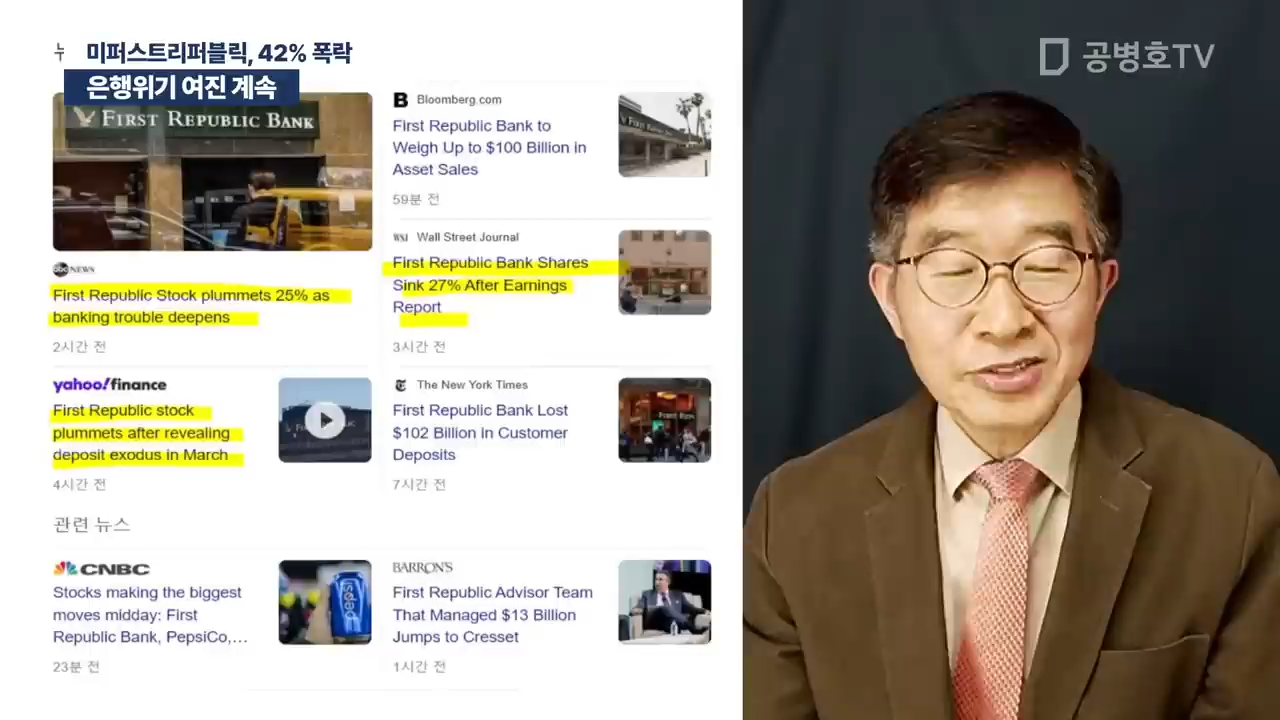 미퍼스트리퍼블릭, 42% 폭락
은행위기 여진 계속
공병호TV
FIRST REPUBLIC BANK
abc NEWS
First Republic Stock plummets 25% as
banking trouble deepens
2시간 전
Bloomberg.com
First Republic Bank to
Weigh Up to $100 Billion in
Asset Sales
59분 전
WSJ Wall Street Journal
First Republic Bank Shares
Sink 27% After Earnings
Report
3시간 전
yahoo!finance
First Republic stock
plummets after revealing
deposit exodus in March
4시간 전
The New York Times
First Republic Bank Lost
$102 Billion in Customer
Deposits
7시간 전
관련 뉴스
CNBC
Stocks making the biggest
moves midday: First
Republic Bank, PepsiCo,...
23분 전
pepsi
BARRON'S
First Republic Advisor Team
That Managed $13 Billion
Jumps to Cresset
1시간 전